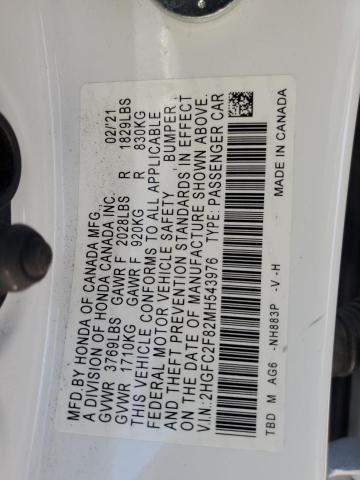 MFD.BY HONDA OF CANADA MFG. 02/'21
A DIVISION OF HONDA CANADA INC.
GVWR 3769LBS GAWR F 2028LBS R 1829LBS
GVWR 1710KG GAWR F 920KG R 830KG
THIS VEHICLE CONFORMS TO ALL APPLICABLE
FEDERAL MOTOR VEHICLE SAFETY BUMPER
AND THEFT PREVENTION STANDARDS IN EFFECT
ON THE DATE OF MANUFACTURE SHOWN ABOVE.
V.I.N.:2HGFC2F82MH543976 TYPE:PASSENGER CAR
TBD M AG6 -NH883P -V -H MADE IN CANADA